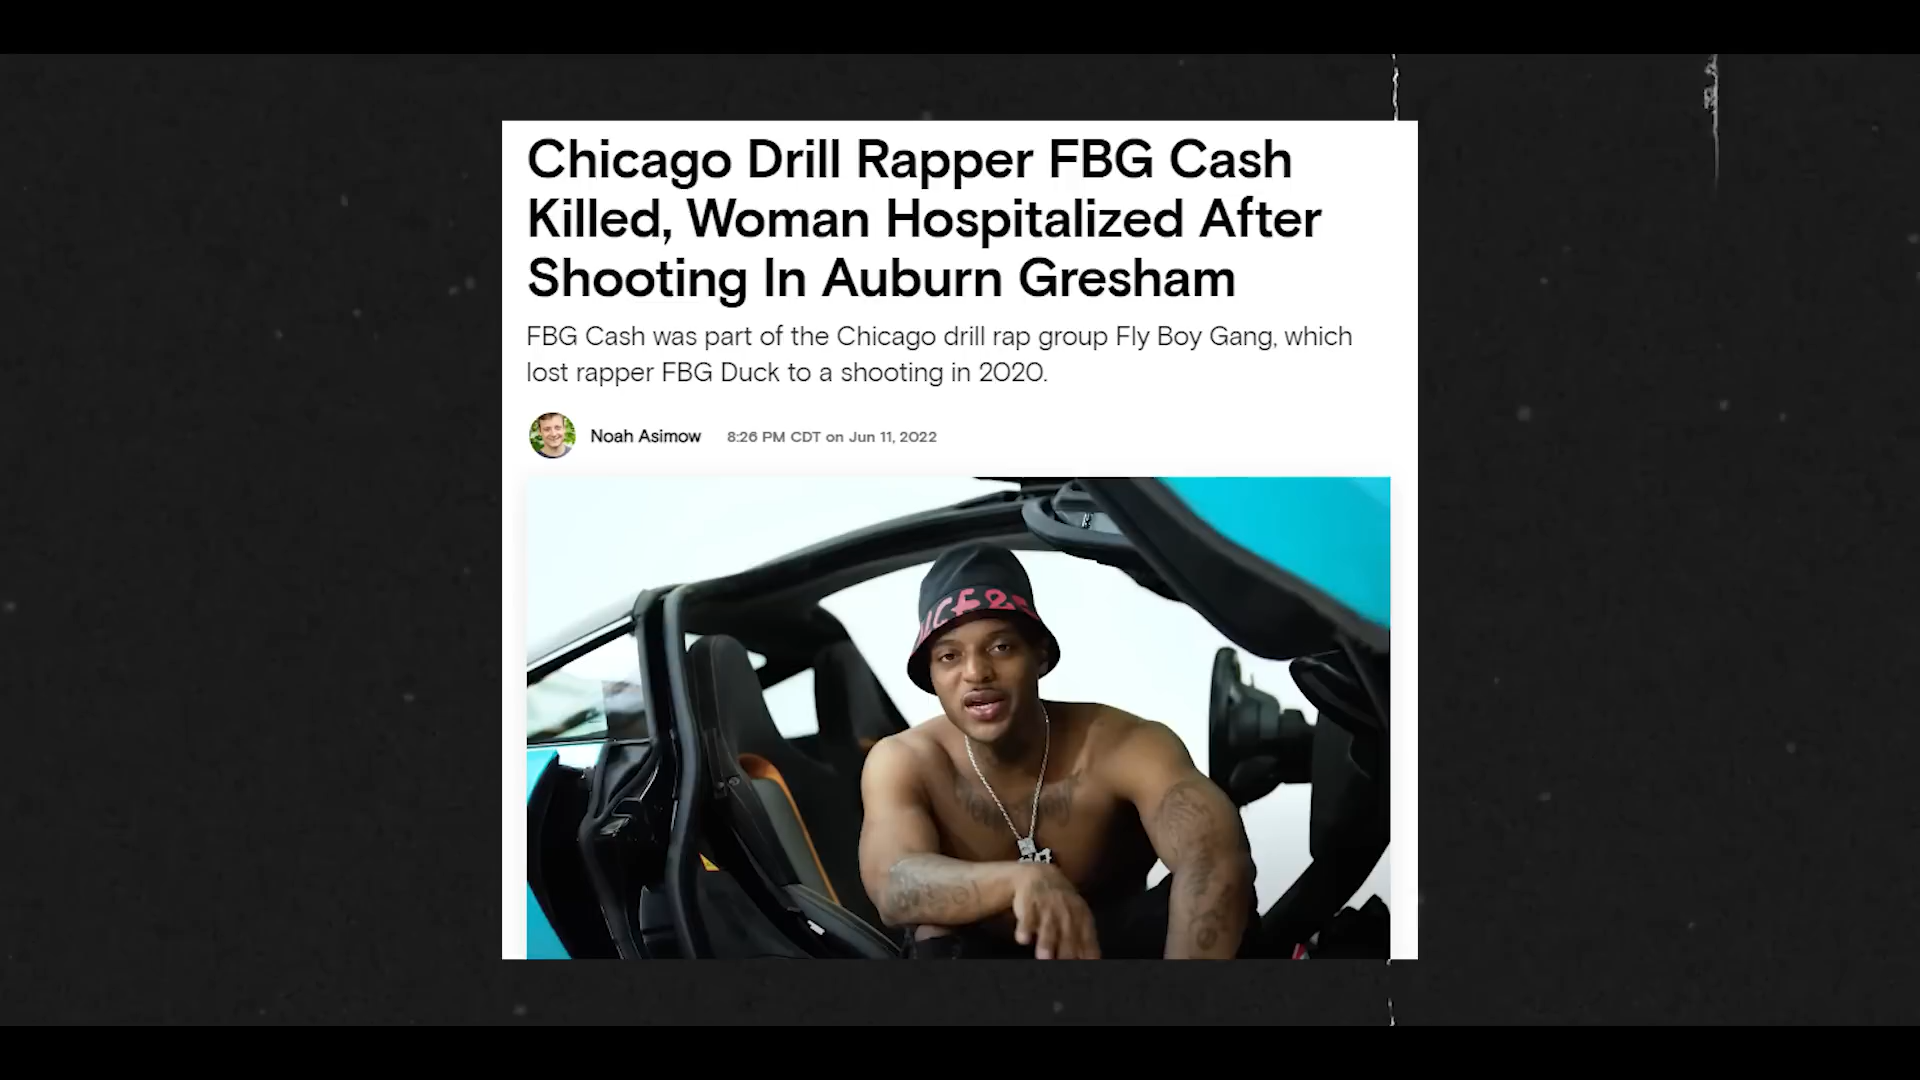 Chicago Drill Rapper FBG Cash
Killed, Woman Hospitalized After
Shooting In Auburn Gresham
FBG Cash was part of the Chicago drill rap group Fly Boy Gang, which
lost rapper FBG Duck to a shooting in 2020.
Noah Asimow 8:26 PM CDT on Jun 11, 2022